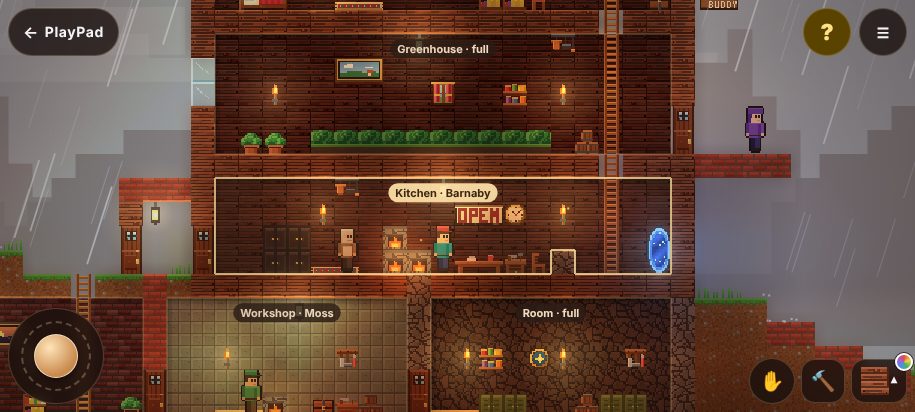 BUDDY
PlayPad
?
Greenhouse · full
Kitchen · Barnaby
OPEN
Workshop · Moss
Room · full